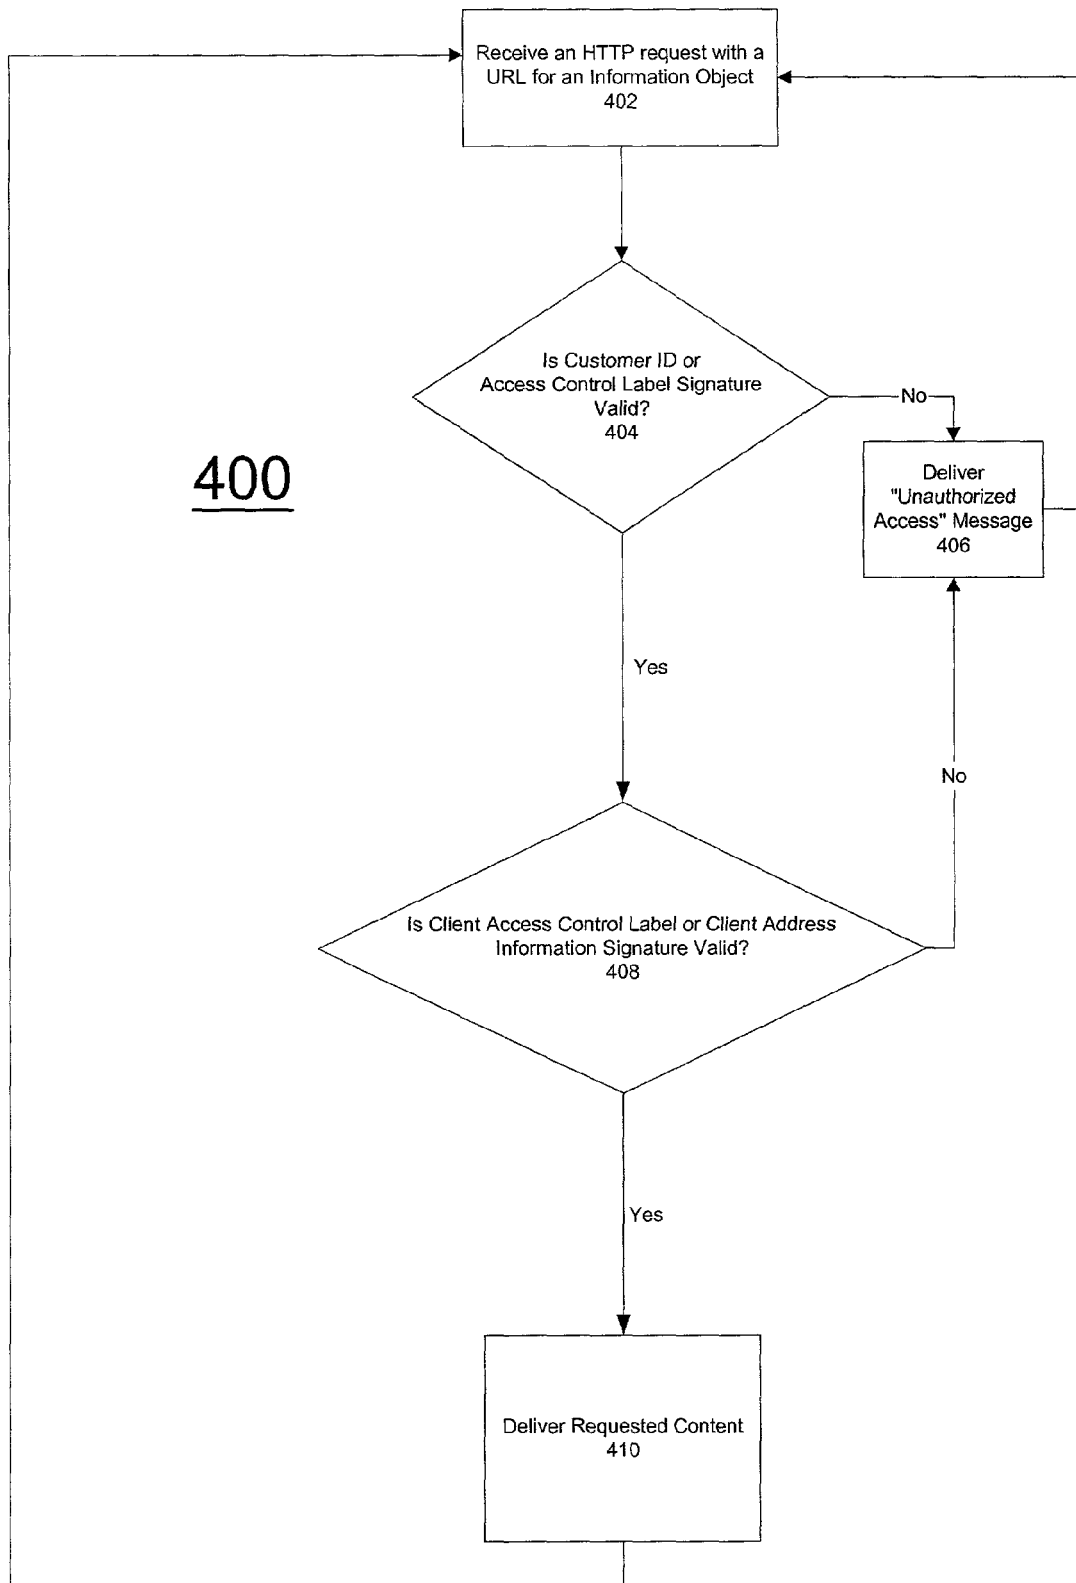 Receive an HTTP request with a
URL for an Information Object
402
Is Customer ID or
Access Control Label Signature
Valid?
404
No
400
Deliver
"Unauthorized
Access" Message
406
Yes
No
Is Client Access Control Label or Client Address
Information Signature Valid?
408
Yes
Deliver Requested Content
410